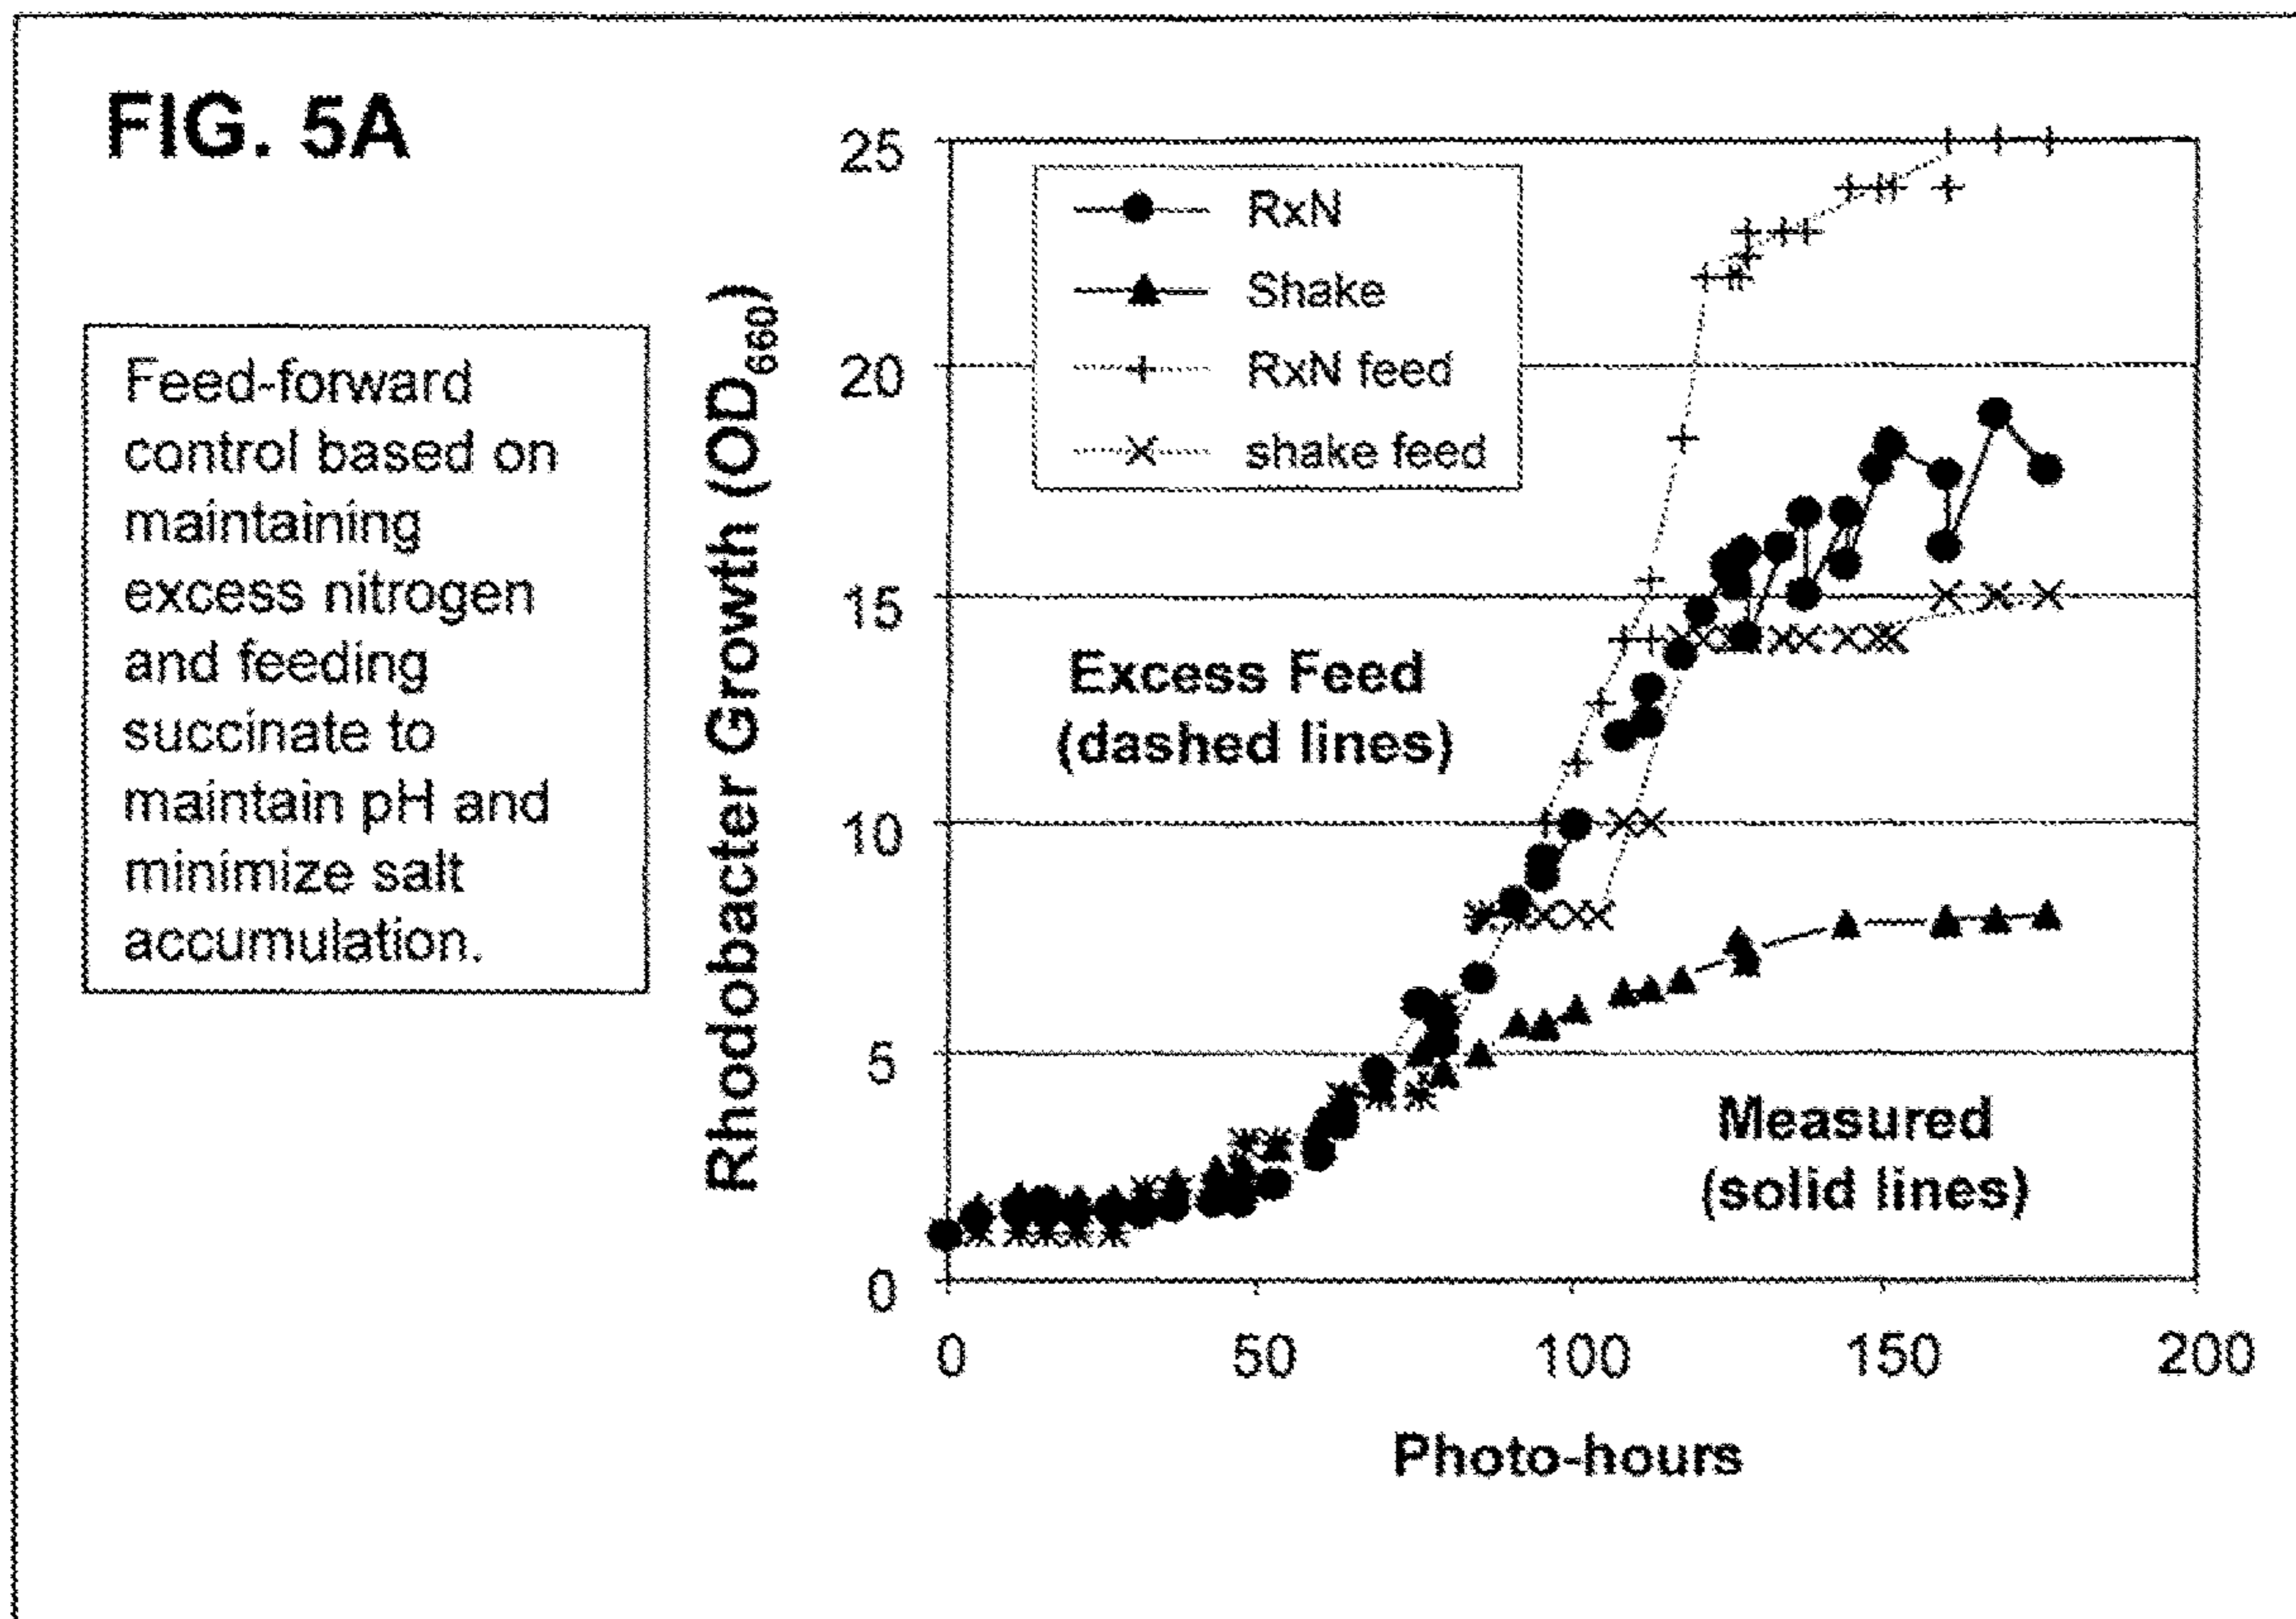 FIG. 5A
Feed-forward
control based on
maintaining
excess nitrogen
and feeding
succinate to
maintain pH and
minimize salt
accumulation.
Rhodobacter Growth (OD660)
25
20
15
10
5
0
RxN
Shake
RxN feed
shake feed
Excess Feed
(dashed lines)
Measured
(solid lines)
0 50 100 150 200
Photo-hours